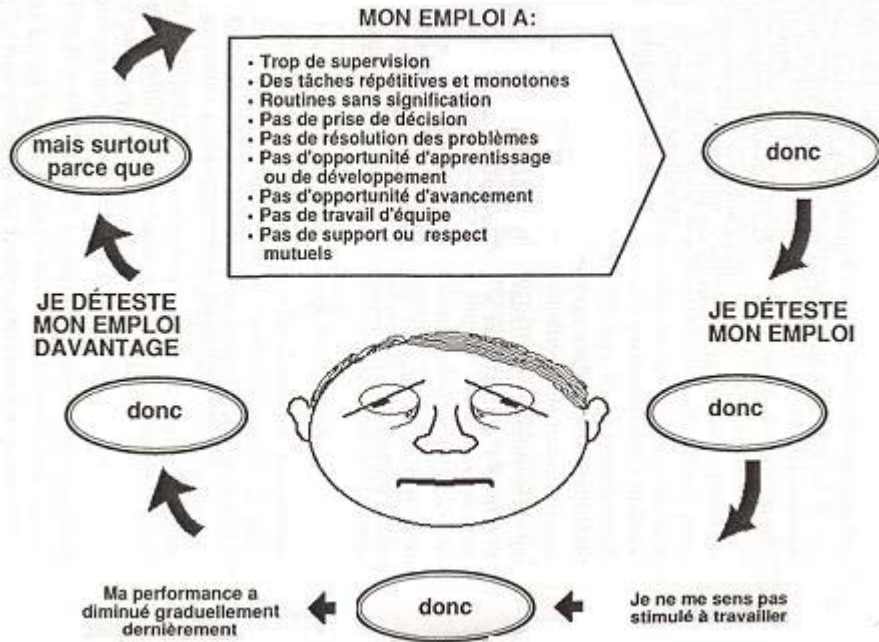 MON EMPLOI A:
• Trop de supervision
• Des tâches répétitives et monotones
• Routines sans signification
• Pas de prise de décision
• Pas de résolution des problèmes
• Pas d'opportunité d'apprentissage
ou de développement
• Pas d'opportunité d'avancement
• Pas de travail d'équipe
• Pas de support ou respect
mutuels
donc
JE DÉTESTE
MON EMPLOI
donc
Je ne me sens pas
stimulé à travailler
donc
Ma performance a
diminué graduellement
dernièrement
donc
JE DÉTESTE
MON EMPLOI
DAVANTAGE
mais surtout
parce que